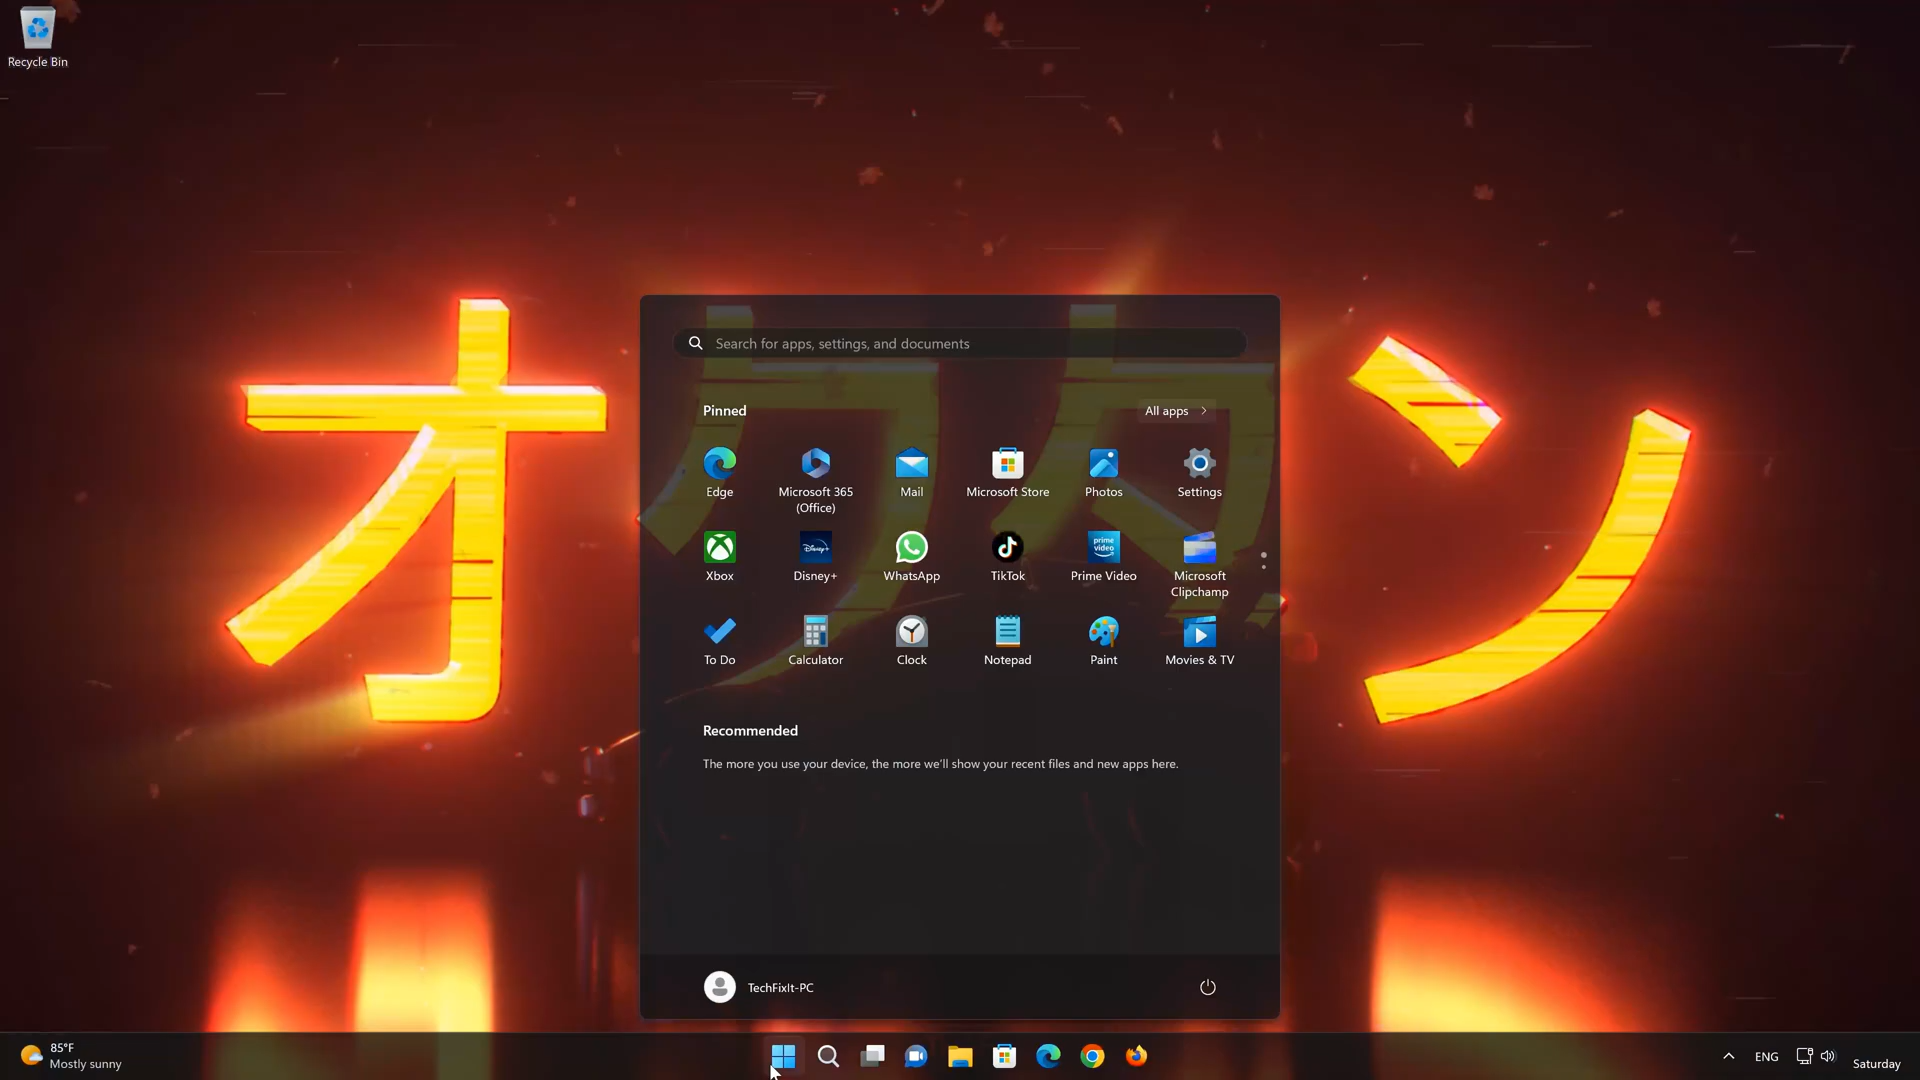 Recycle Bin
オ
ン
Search for apps, settings, and documents
Pinned
All apps
Edge
Microsoft 365
(Office)
Mail
Microsoft Store
Photos
Settings
Xbox
Disney+
Disney+
WhatsApp
TikTok
prime
video
Prime Video
Microsoft
Clipchamp
To Do
Calculator
Clock
Notepad
Paint
Movies & TV
Recommended
The more you use your device, the more we'll show your recent files and new apps here.
TechFixIt-PC
85°F
Mostly sunny
ENG
Saturday